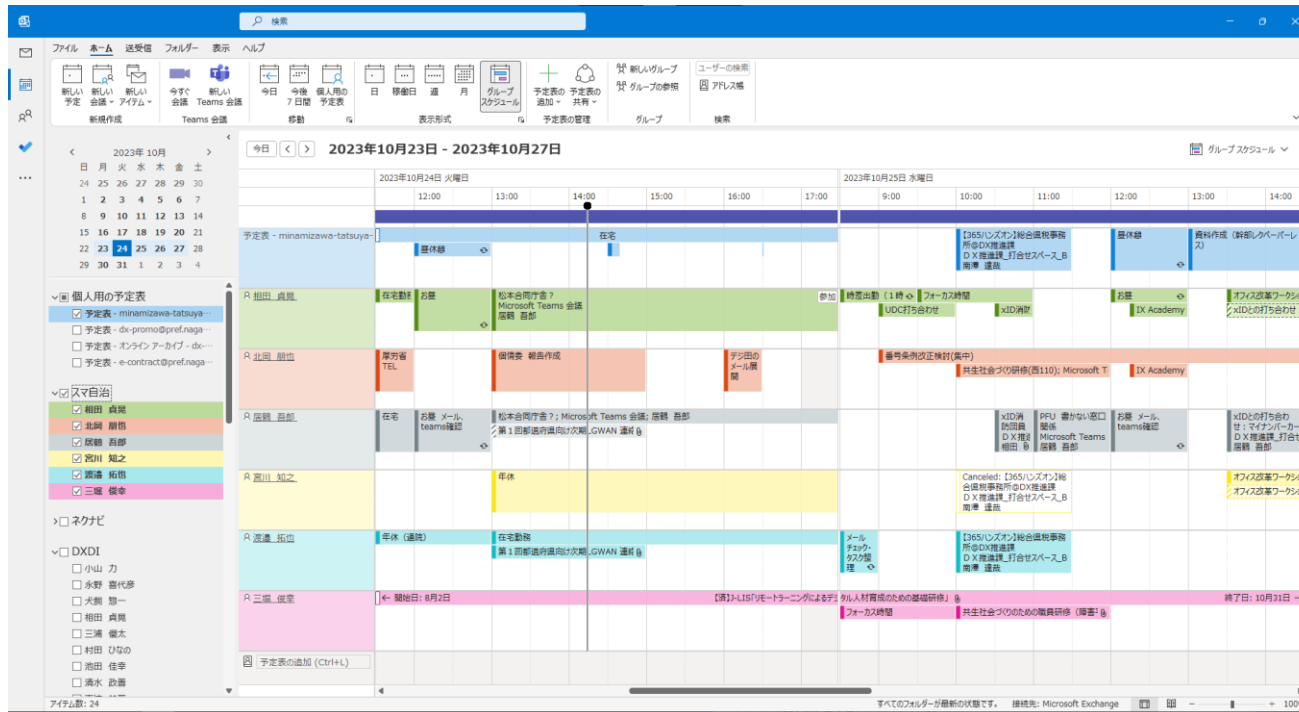 検索
ファイル ホーム 送受信 フォルダー 表示 ヘルプ
新しい予定 新しい会議 新しいアイテム 今すぐ会議 新しい Teams 会議 今日 今後7日間 個人用の予定表 日 稼働日 週 月 グループスケジュール 予定表の追加 予定表の共有 新しいグループ グループの参照 ユーザーの検索 アドレス帳
新規作成 Teams 会議 移動 表示形式 予定表の管理 グループ 検索
2023年 10月
日 月 火 水 木 金 土
24 25 26 27 28 29 30
1 2 3 4 5 6 7
8 9 10 11 12 13 14
15 16 17 18 19 20 21
22 23 24 25 26 27 28
29 30 31 1 2 3 4
個人用の予定表
予定表 - minamizawa-tatsuya-…
予定表 - dx-promo@pref.naga…
予定表 - オンライン アーカイブ - dx-…
予定表 - e-contract@pref.naga…
スマ自治
相田 貞晃
北岡 朋也
居鶴 吾郎
宮川 知之
渡邉 拓也
三堀 俊幸
ネクナビ
DXDI
小山 力
永野 喜代彦
犬飼 惣一
相田 貞晃
三浦 優太
村田 ひなの
池田 佳幸
清水 政善
今日 2023年10月23日 - 2023年10月27日 グループ スケジュール
2023年10月24日 火曜日 2023年10月25日 水曜日
12:00 13:00 14:00 15:00 16:00 17:00 9:00 10:00 11:00 12:00 13:00 14:00
予定表 - minamizawa-tatsuya-
在宅
昼休憩
【365ハンズオン】総合県税事務
所@DX推進課
DX推進課_打合せスペース_B
南澤 達哉
昼休憩
資料作成(幹部レクペーパーレ
ス)
相田 貞晃
在宅勤
お昼
松本合同庁舎?
Microsoft Teams 会議
居鶴 吾郎
参加
時差出勤(1時
フォーカス時間
UDC打ち合わせ
xID消防
お昼
IX Academy
オフィス改革ワークシ
xIDとの打ち合わせ
北岡 朋也
厚労省
TEL
個情委 報告作成
デジ田の
メール展
開
番号条例改正検討(集中)
共生社会づくり研修(西110); Microsoft T
IX Academy
居鶴 吾郎
在宅
お昼 メール、
teams確認
松本合同庁舎?; Microsoft Teams 会議; 居鶴 吾郎
第1回都道府県向け次期LGWAN 連絡
xID消
防団員
DX推進
相田
PFU 書かない窓口
関係
Microsoft Teams
居鶴 吾郎
お昼 メール、
teams確認
xIDとの打ち合わ
せ:マイナンバーカー
DX推進課_打合せ
居鶴 吾郎
宮川 知之
年休
Canceled: 【365ハンズオン】総
合県税事務所@DX推進課
DX推進課_打合せスペース_B
南澤 達哉
オフィス改革ワークシ
オフィス改革ワークシ
渡邉 拓也
年休(通院)
在宅勤務
第1回都道府県向け次期LGWAN 連絡
メール
チェック・
タスク整
理
【365ハンズオン】総合県税事務
所@DX推進課
DX推進課_打合せスペース_B
南澤 達哉
三堀 俊幸
← 開始日: 8月2日
【済】J-LIS「リモートラーニングによるデジタル人材育成のための基礎研修」
終了日: 10月31日 →
フォーカス時間
共生社会づくりのための職員研修(障害
予定表の追加 (Ctrl+L)
アイテム数: 24
すべてのフォルダーが最新の状態です。 接続先: Microsoft Exchange 100